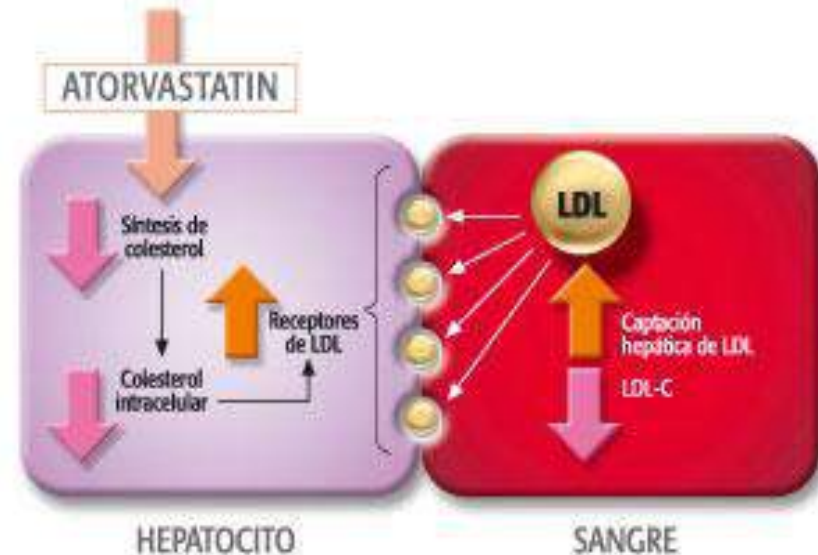 ATORVASTATIN
Síntesis de
colesterol
Receptores
de LDL
Colesterol
intracelular
LDL
Captación
hepática de LDL
LDL-C
HEPATOCITO
SANGRE